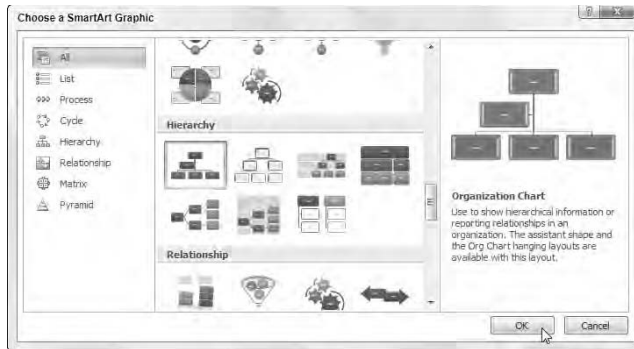 Choose a SmartArt Graphic
All
List
Process
Cycle
Hierarchy
Relationship
Matrix
Pyramid
Hierarchy
Relationship
Organization Chart
Use to show hierarchical information or
reporting relationships in an
organization. The assistant shape and
the Org Chart hanging layouts are
available with this layout.
OK
Cancel